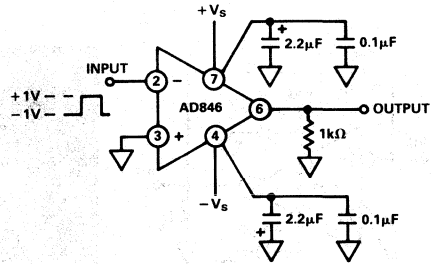 +VS
+
2.2µF
0.1µF
INPUT
2
−
7
+1V
−1V
AD846
6
OUTPUT
3
+
4
1kΩ
−VS
2.2µF
0.1µF
+